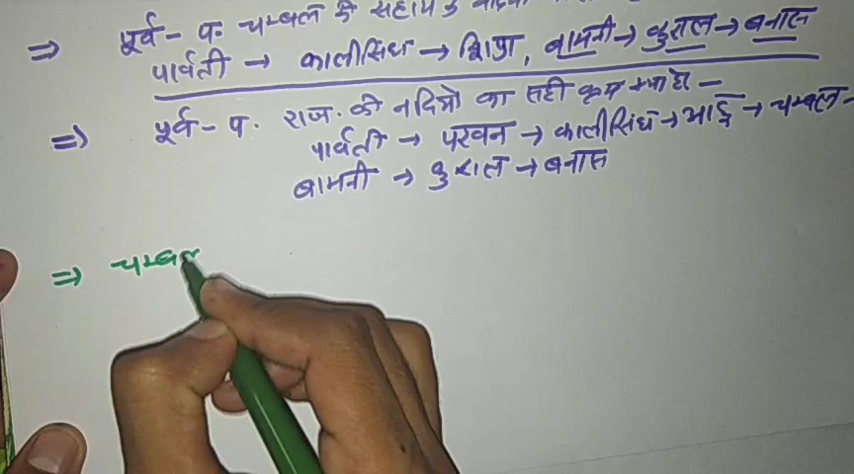 ⇒ पूर्व - प. चम्बल की सहायक
पार्वती → कालीसिंध → क्षिप्रा, बामनी → कुराल → बनास
⇒ पूर्व - प. राज. की नदियो का सही क्रम
पार्वती → परवन → कालीसिंध → आहू → चम्बल -
बामनी → कुराल → बनास
⇒ चम्बल